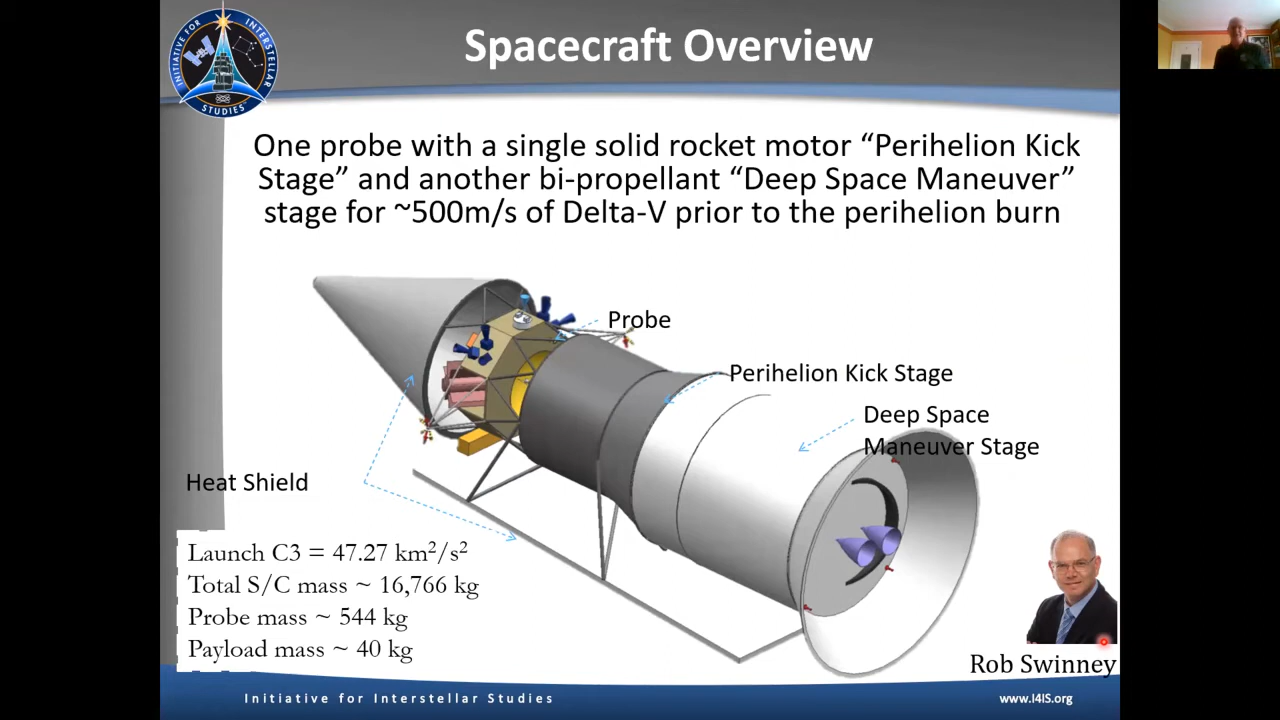 INITIATIVE FOR INTERSTELLAR STUDIES
Spacecraft Overview
One probe with a single solid rocket motor “Perihelion Kick
Stage” and another bi-propellant “Deep Space Maneuver”
stage for ~500m/s of Delta-V prior to the perihelion burn
Probe
Perihelion Kick Stage
Deep Space
Maneuver Stage
Heat Shield
Launch C3 = 47.27 km²/s²
Total S/C mass ~ 16,766 kg
Probe mass ~ 544 kg
Payload mass ~ 40 kg
Rob Swinney
Initiative for Interstellar Studies
www.I4IS.org